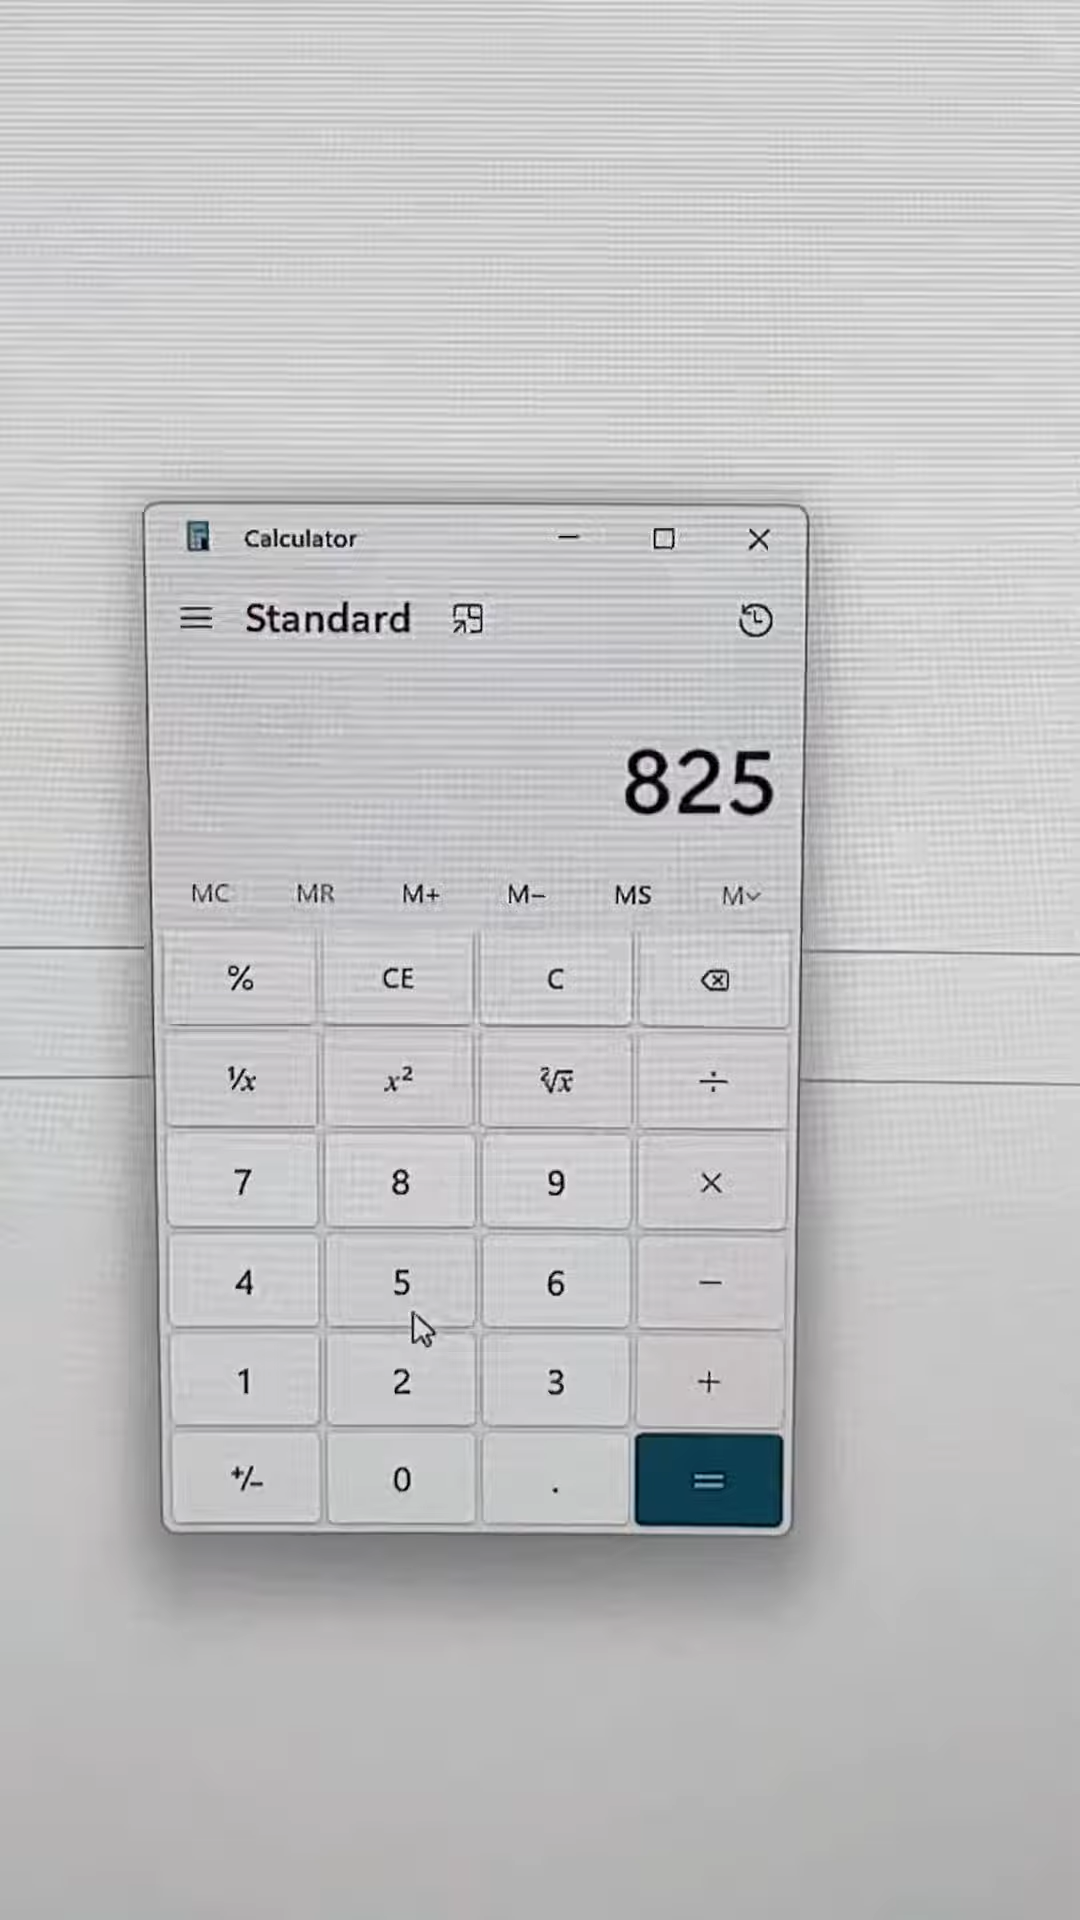 Calculator
Standard
825
MC MR M+ M− MS M˅
% CE C
¹/x x² ²√x ÷
7 8 9 ×
4 5 6 −
1 2 3 +
+/− 0 . =